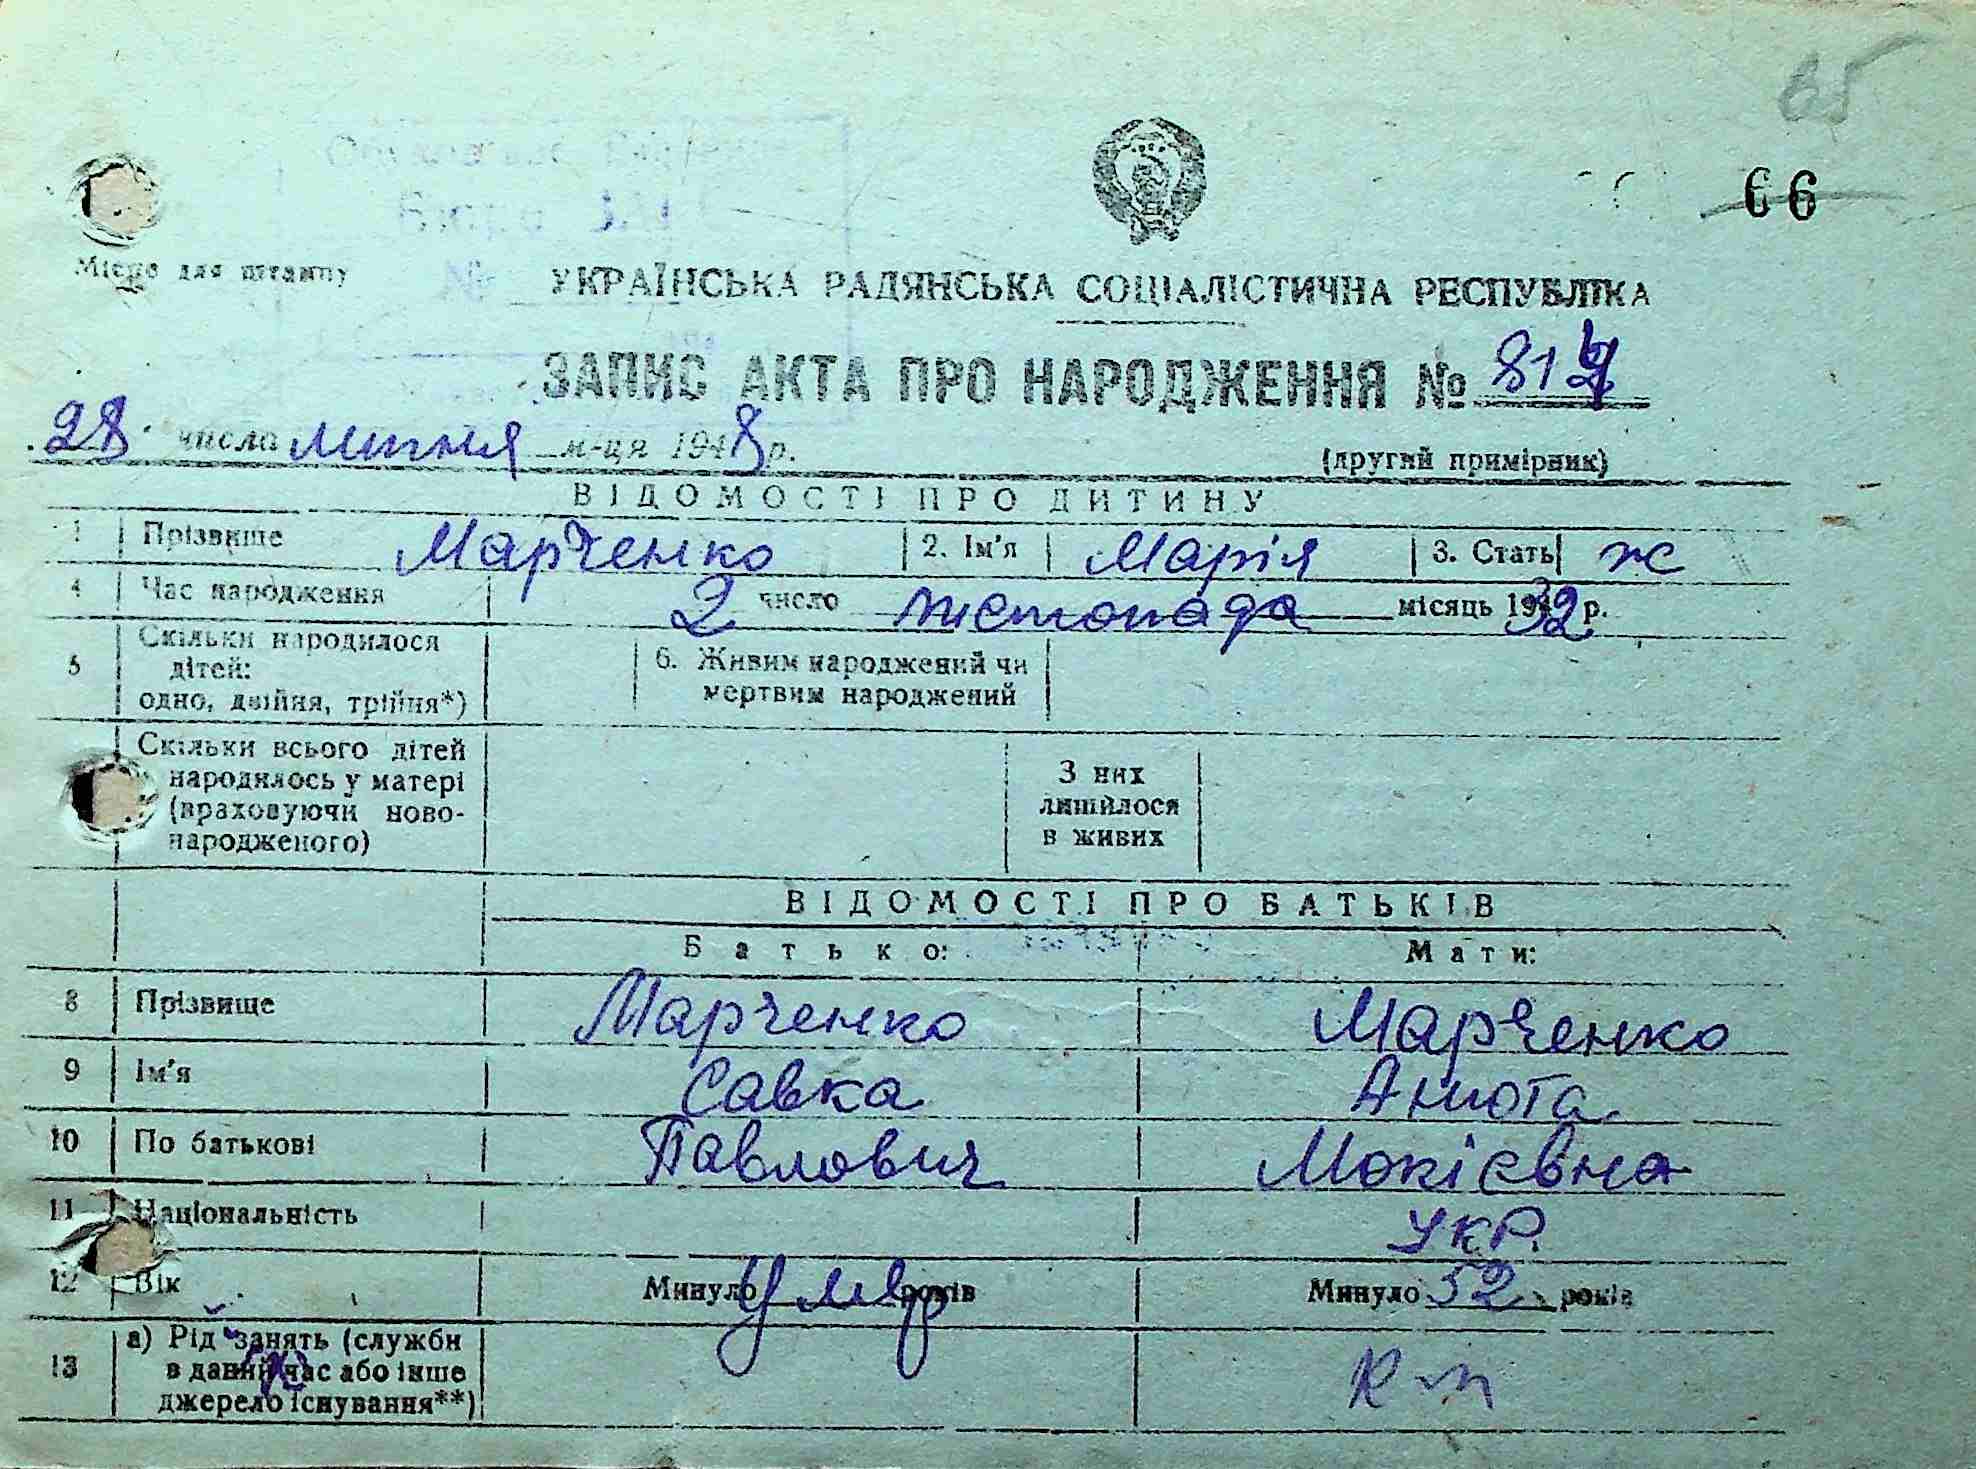 65
66
Місце для штампу
УКРАЇНСЬКА РАДЯНСЬКА СОЦІАЛІСТИЧНА РЕСПУБЛІКА
ЗАПИС АКТА ПРО НАРОДЖЕННЯ №
28 числа липня м-ця 1948 р.
(другий примірник)
ВІДОМОСТІ ПРО ДИТИНУ
1 Прізвище Марченко 2. Ім'я Марія 3. Стать ж
4 Час народження 2 число листопада місяць 1932 р.
5 Скільки народилося
дітей:
одно, двійня, трійня*)
6. Живим народжений чи
мертвим народжений
Скільки всього дітей
народилось у матері
(враховуючи ново-
народженого)
З них
лишилося
в живих
ВІДОМОСТІ ПРО БАТЬКІВ
Батько: Мати:
8 Прізвище Марченко Марченко
9 Ім'я Савка Анюта
10 По батькові Павлович Мокієвна
11 Національність укр.
12 Вік Минуло умер років Минуло 52 років
13 а) Рід занять (служби
в даний час або інше
джерело існування**)
к-п